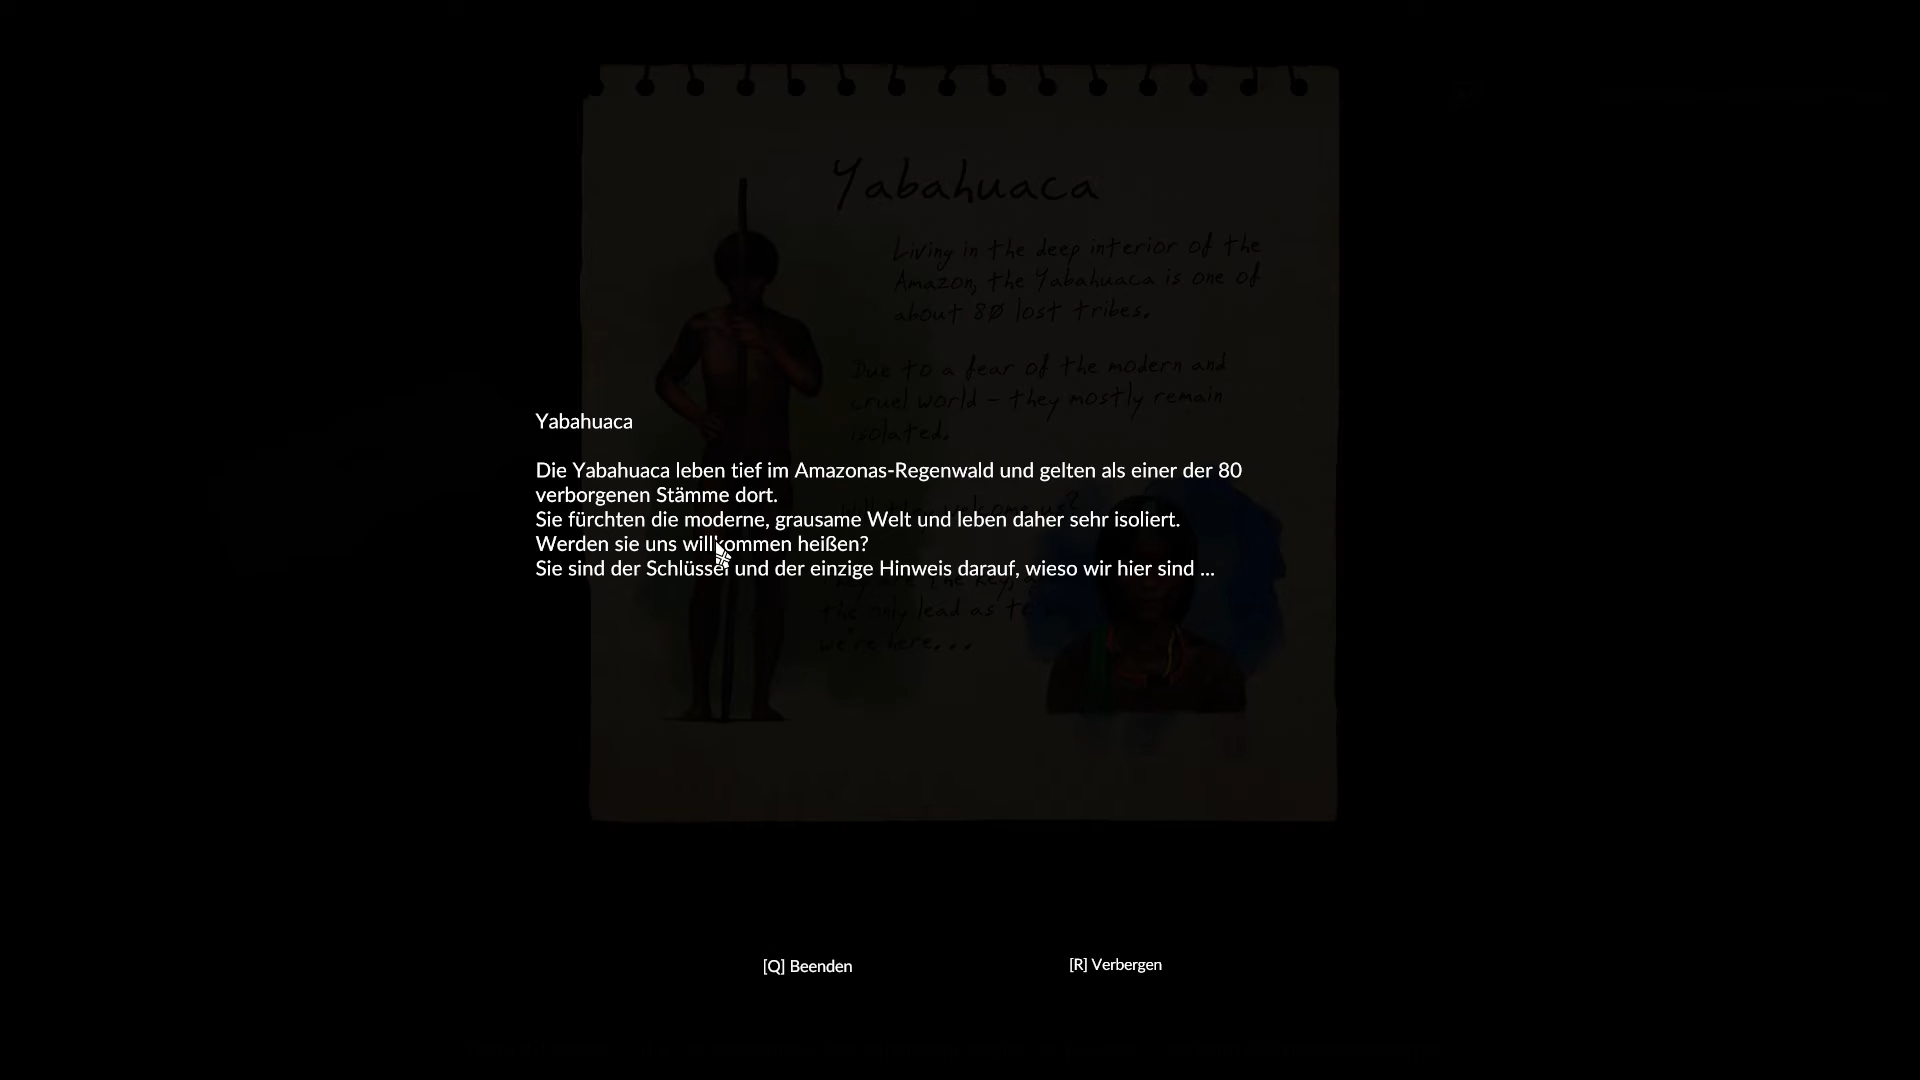 Yabahuaca
Living in the deep interior of the
Amazon, the Yabahuaca is one of
about 80 lost tribes.
Due to a fear of the modern and
cruel world - they mostly remain
isolated.
Yabahuaca
Die Yabahuaca leben tief im Amazonas-Regenwald und gelten als einer der 80
verborgenen Stämme dort.
Sie fürchten die moderne, grausame Welt und leben daher sehr isoliert.
Werden sie uns willkommen heißen?
Sie sind der Schlüssel und der einzige Hinweis darauf, wieso wir hier sind ...
the only lead as to
we're here...
[Q] Beenden
[R] Verbergen